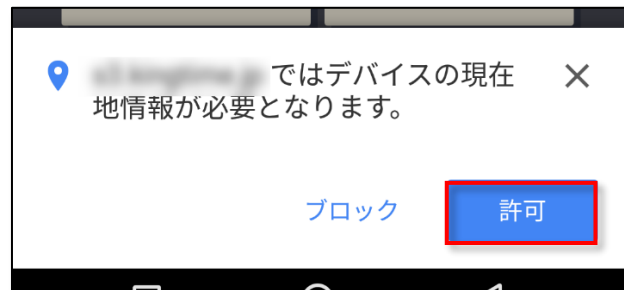 ではデバイスの現在
地情報が必要となります。
ブロック
許可